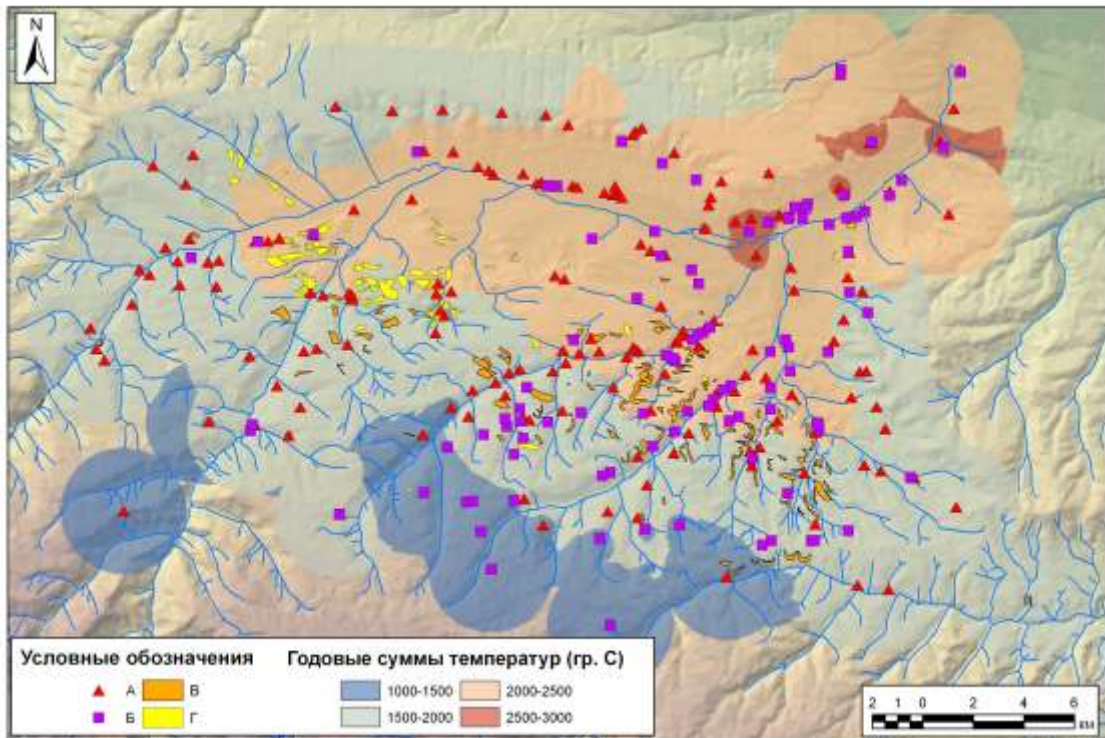 N
Условные обозначения
Годовые суммы температур (гр. С)
А
В
Б
Г
1000-1500
2000-2500
1500-2000
2500-3000
2 1 0 2 4 6
км